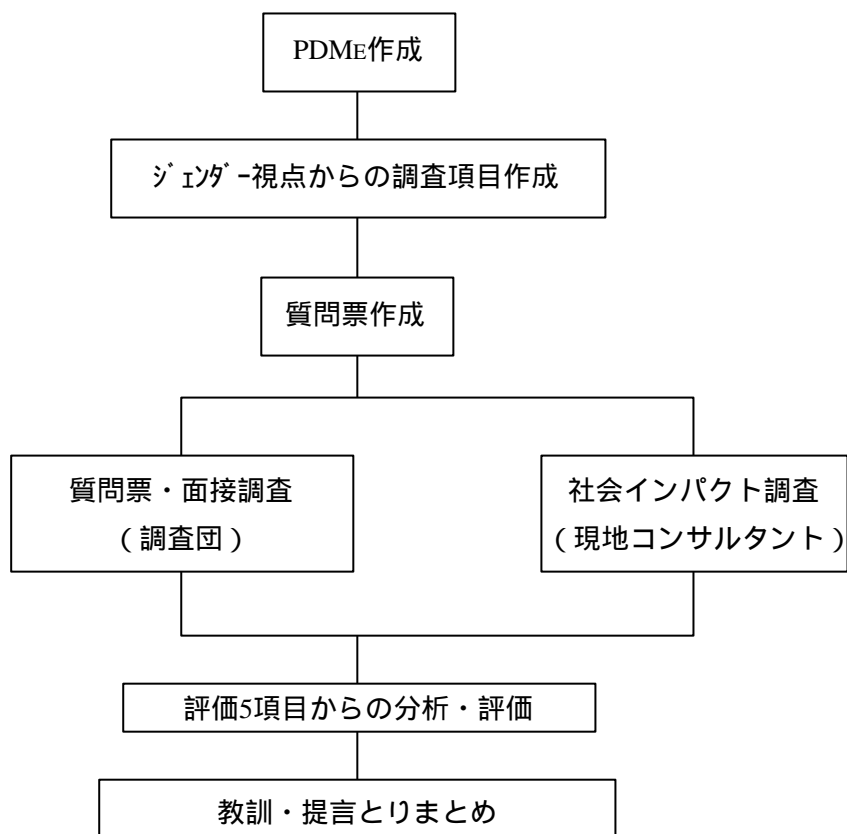 PDME作成
ｼﾞｪﾝﾀﾞｰ視点からの調査項目作成
質問票作成
質問票・面接調査
（調査団）
社会インパクト調査
（現地コンサルタント）
評価5項目からの分析・評価
教訓・提言とりまとめ